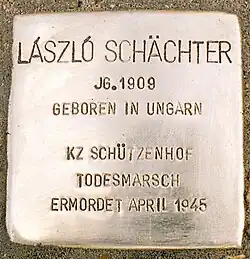 LÁSZLÓ SCHÄCHTER
JG. 1909
GEBOREN IN UNGARN
KZ SCHÜTZENHOF
TODESMARSCH
ERMORDET APRIL 1945